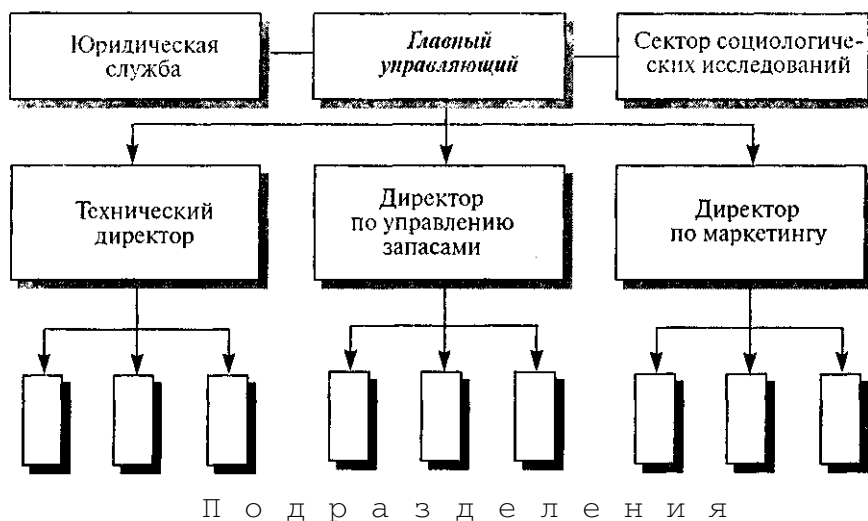 Юридическая
служба
Главный
управляющий
Сектор социологиче-
ских исследований
Технический
директор
Директор
по управлению
запасами
Директор
по маркетингу
Подразделения